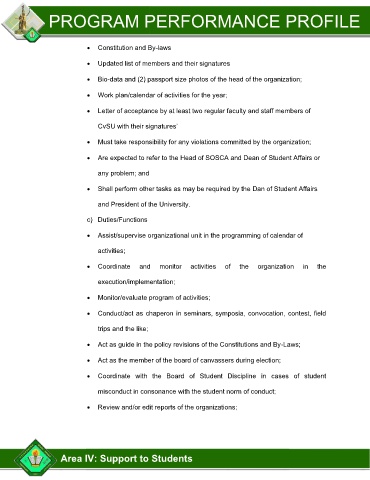 PROGRAM PERFORMANCE PROFILE
• Constitution and By-laws
• Updated list of members and their signatures
• Bio-data and (2) passport size photos of the head of the organization;
• Work plan/calendar of activities for the year;
• Letter of acceptance by at least two regular faculty and staff members of
CvSU with their signatures'
• Must take responsibility for any violations committed by the organization;
• Are expected to refer to the Head of SOSCA and Dean of Student Affairs or
any problem; and
• Shall perform other tasks as may be required by the Dan of Student Affairs
and President of the University.
c) Duties/Functions
• Assist/supervise organizational unit in the programming of calendar of
activities;
• Coordinate and monitor activities of the organization in the
execution/implementation;
• Monitor/evaluate program of activities;
• Conduct/act as chaperon in seminars, symposia, convocation, contest, field
trips and the like;
• Act as guide in the policy revisions of the Constitutions and By-Laws;
• Act as the member of the board of canvassers during election;
• Coordinate with the Board of Student Discipline in cases of student
misconduct in consonance with the student norm of conduct;
• Review and/or edit reports of the organizations;
Area IV: Support to Students